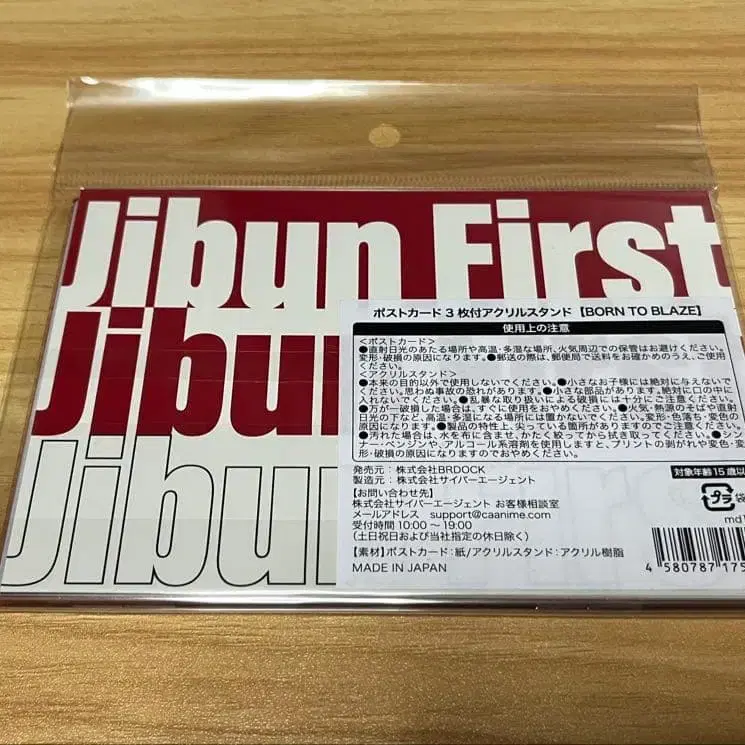 Jibun First
Jibun
Jibun
ポストカード 3 枚付アクリルスタンド【BORN TO BLAZE】
使用上の注意
<ポストカード>
●直射日光のあたる場所や高温・多湿な場所、火気周辺での保管はお避けください。
変形・破損の原因になります。●郵送の際は、郵便局で送料をお確かめのうえ、ご使用
ください。
<アクリルスタンド>
●本来の目的以外で使用しないでください。●小さなお子様には絶対に与えないで
ください。思わぬ事故の恐れがあります。●小さな部品があります。絶対に口の中に
入れないでください。●乱暴な取り扱いによる破損には十分にご注意ください。
●万が一破損した場合は、すぐに使用をおやめください。●火気・熱源のそばや直射
日光の下など、高温・多湿になる場所には置かないでください。変形・色落ち・変色の
原因になります。●製品の特性上、尖っている箇所がありますのでご注意ください。
●汚れた場合は、水を布に含ませ、かたく絞ってから拭き取ってください。●シン
ナー・ベンジンや、アルコール系溶剤を使用しますと、プリントの剥がれや変色・変
形・破損の原因になりますのでおやめください。
発売元：株式会社BRDOCK
製造元：株式会社サイバーエージェント
対象年齢15歳以
【お問い合わせ先】
株式会社サイバーエージェント お客様相談室
メールアドレス support@caanime.com
受付時間 10:00～19:00
(土日祝日および当社指定の休日除く)
プラ
袋
md1
【素材】ポストカード:紙/アクリルスタンド:アクリル樹脂
MADE IN JAPAN
4 580787 175